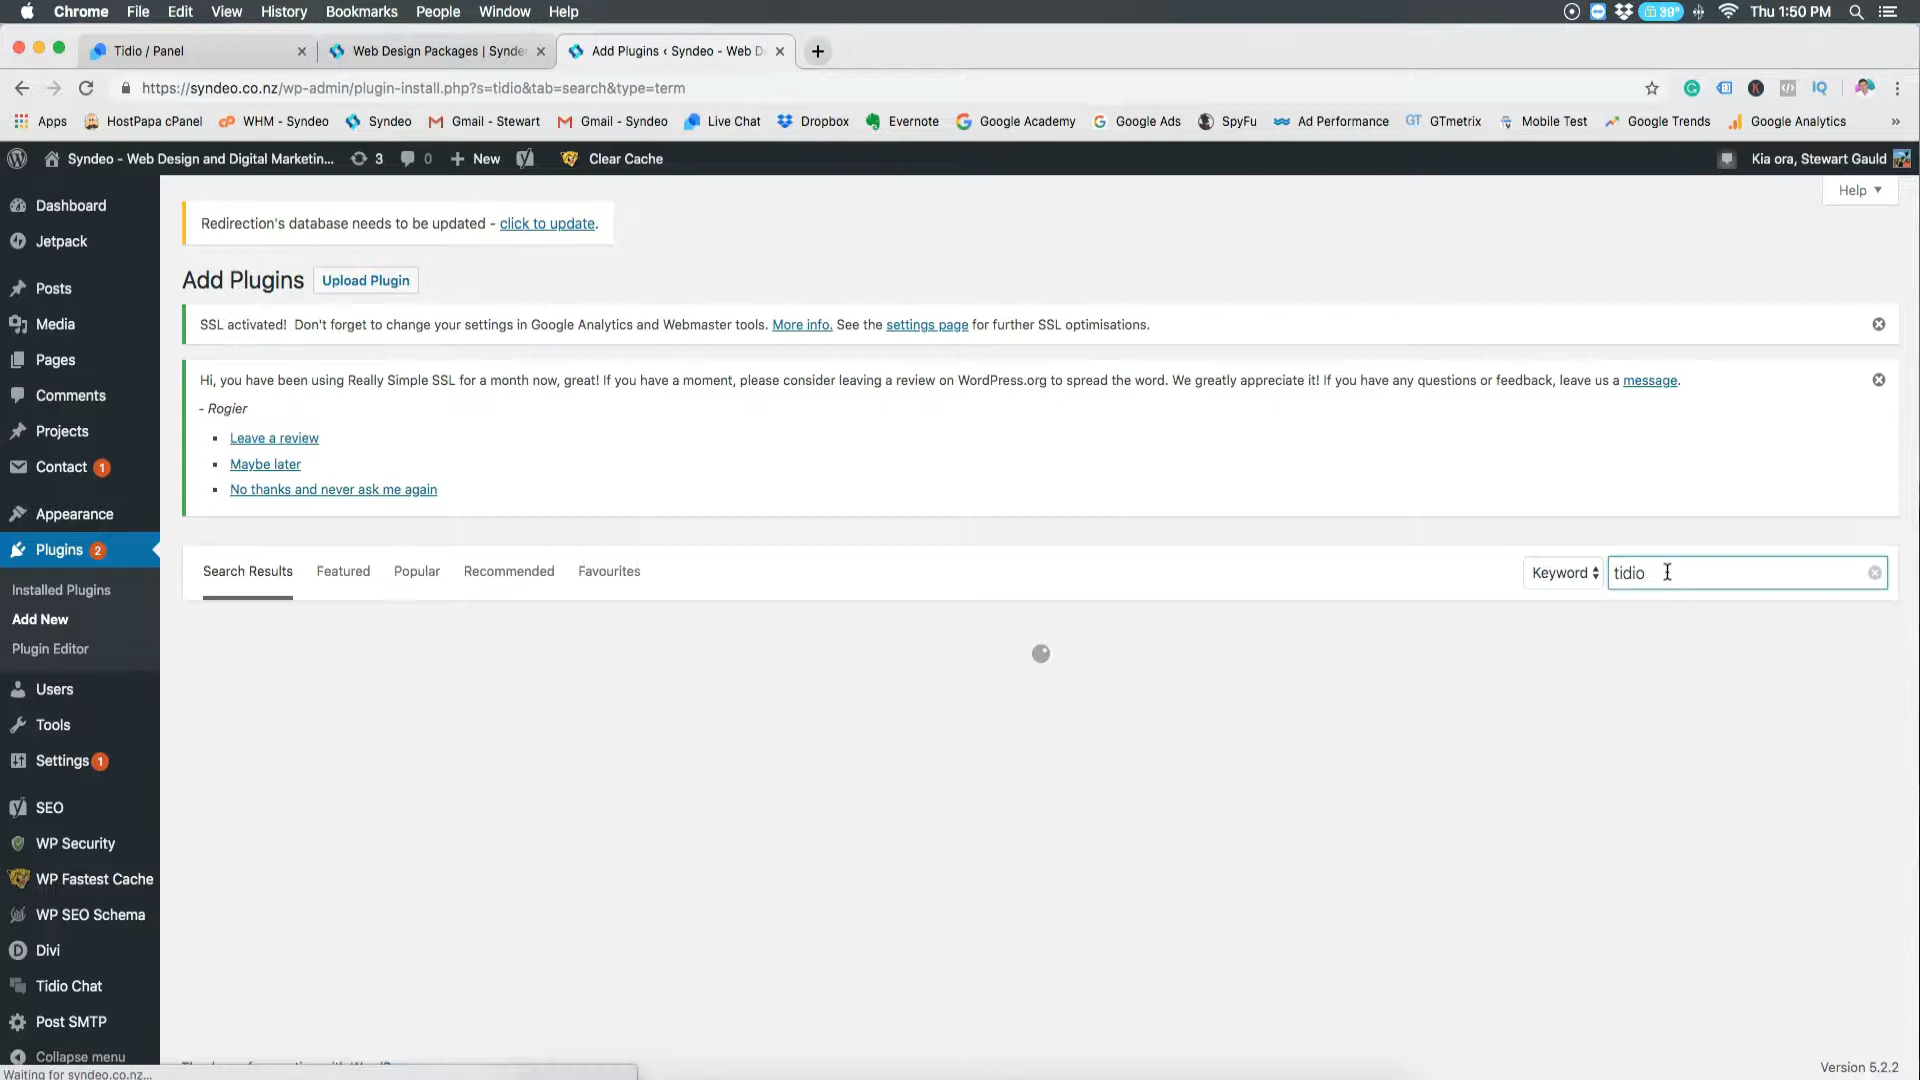 Chrome File Edit View History Bookmarks People Window Help 39° Thu 1:50 PM
Tidio / Panel Web Design Packages | Synde Add Plugins ‹ Syndeo - Web D
https://syndeo.co.nz/wp-admin/plugin-install.php?s=tidio&tab=search&type=term
Apps HostPapa cPanel WHM - Syndeo Syndeo Gmail - Stewart Gmail - Syndeo Live Chat Dropbox Evernote Google Academy Google Ads SpyFu Ad Performance GTmetrix Mobile Test Google Trends Google Analytics »
Syndeo - Web Design and Digital Marketin... 3 0 New Clear Cache Kia ora, Stewart Gauld
Help
Dashboard
Jetpack
Posts
Media
Pages
Comments
Projects
Contact 1
Appearance
Plugins 2
Installed Plugins
Add New
Plugin Editor
Users
Tools
Settings 1
SEO
WP Security
WP Fastest Cache
WP SEO Schema
Divi
Tidio Chat
Post SMTP
Collapse menu
Redirection's database needs to be updated - click to update.
Add Plugins Upload Plugin
SSL activated! Don't forget to change your settings in Google Analytics and Webmaster tools. More info. See the settings page for further SSL optimisations.
Hi, you have been using Really Simple SSL for a month now, great! If you have a moment, please consider leaving a review on WordPress.org to spread the word. We greatly appreciate it! If you have any questions or feedback, leave us a message.
- Rogier
Leave a review
Maybe later
No thanks and never ask me again
Search Results Featured Popular Recommended Favourites Keyword tidio
Version 5.2.2
Waiting for syndeo.co.nz...